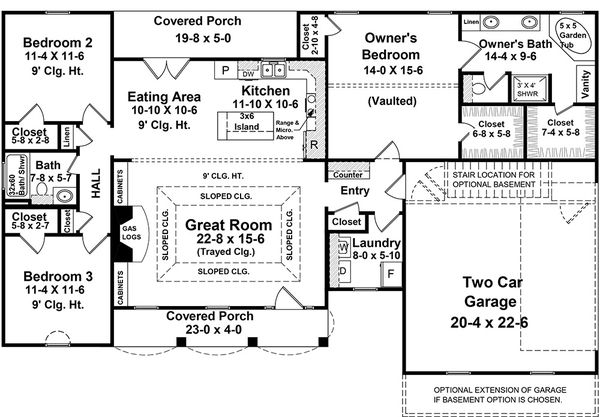 Covered Porch
19-8 x 5-0
Closet
2-10 x 4-8
Bedroom 2
11-4 X 11-6
9' Clg. Ht.
Owner's
Bedroom
14-0 X 15-6
(Vaulted)
Linen
Owner's Bath
14-4 x 9-6
5 x 5
Garden
Tub
3' X 4'
SHWR
Vanity
P
DW
Kitchen
11-10 X 10-6
3x6
Island
Range &
Micro.
Above
R
Eating Area
10-10 X 10-6
9' Clg. Ht.
Closet
5-8 x 2-8
Linen
Closet
6-8 x 5-8
Closet
7-4 x 5-8
32x60
Bath/ Shwr
Bath
7-8 x 5-7
HALL
CABINETS
9' CLG. HT.
SLOPED CLG.
Counter
Entry
STAIR LOCATION FOR
OPTIONAL BASEMENT
Closet
5-8 x 2-7
Closet
GAS
LOGS
SLOPED CLG.
Great Room
22-8 x 15-6
(Trayed Clg.)
SLOPED CLG.
SLOPED CLG.
Closet
Laundry
8-0 x 5-10
W
D
F
Bedroom 3
11-4 X 11-6
9' Clg. Ht.
CABINETS
Two Car
Garage
20-4 x 22-6
Covered Porch
23-0 x 4-0
OPTIONAL EXTENSION OF GARAGE
IF BASEMENT OPTION IS CHOSEN.